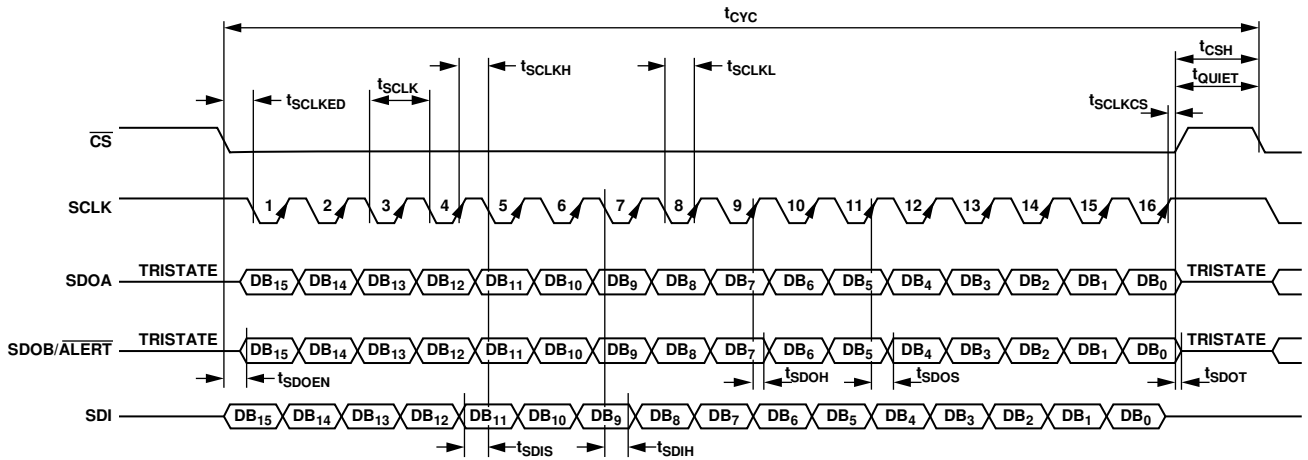 tCYC
tCSH
tSCLKH
tSCLKL
tSCLK
tQUIET
tSCLKED
tSCLKCS
CS
SCLK 1 2 3 4 5 6 7 8 9 10 11 12 13 14 15 16
TRISTATE TRISTATE
SDOA DB15 DB14 DB13 DB12 DB11 DB10 DB9 DB8 DB7 DB6 DB5 DB4 DB3 DB2 DB1 DB0
TRISTATE TRISTATE
SDOB/ALERT DB15 DB14 DB13 DB12 DB11 DB10 DB9 DB8 DB7 DB6 DB5 DB4 DB3 DB2 DB1 DB0
tSDOEN tSDOH tSDOS tSDOT
SDI DB15 DB14 DB13 DB12 DB11 DB10 DB9 DB8 DB7 DB6 DB5 DB4 DB3 DB2 DB1 DB0
tSDIS tSDIH